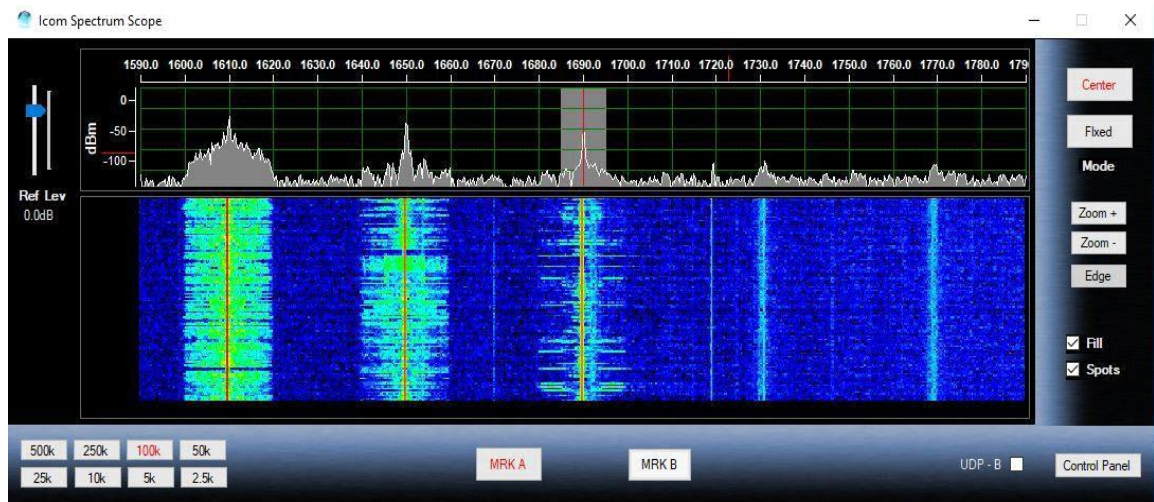 Icom Spectrum Scope
1590.0 1600.0 1610.0 1620.0 1630.0 1640.0 1650.0 1660.0 1670.0 1680.0 1690.0 1700.0 1710.0 1720.0 1730.0 1740.0 1750.0 1760.0 1770.0 1780.0 179
0
-50
-100
dBm
Ref Lev
0.0dB
Center
FIxed
Mode
Zoom +
Zoom -
Edge
Fill
Spots
500k 250k 100k 50k
25k 10k 5k 2.5k
MRK A MRK B UDP - B Control Panel